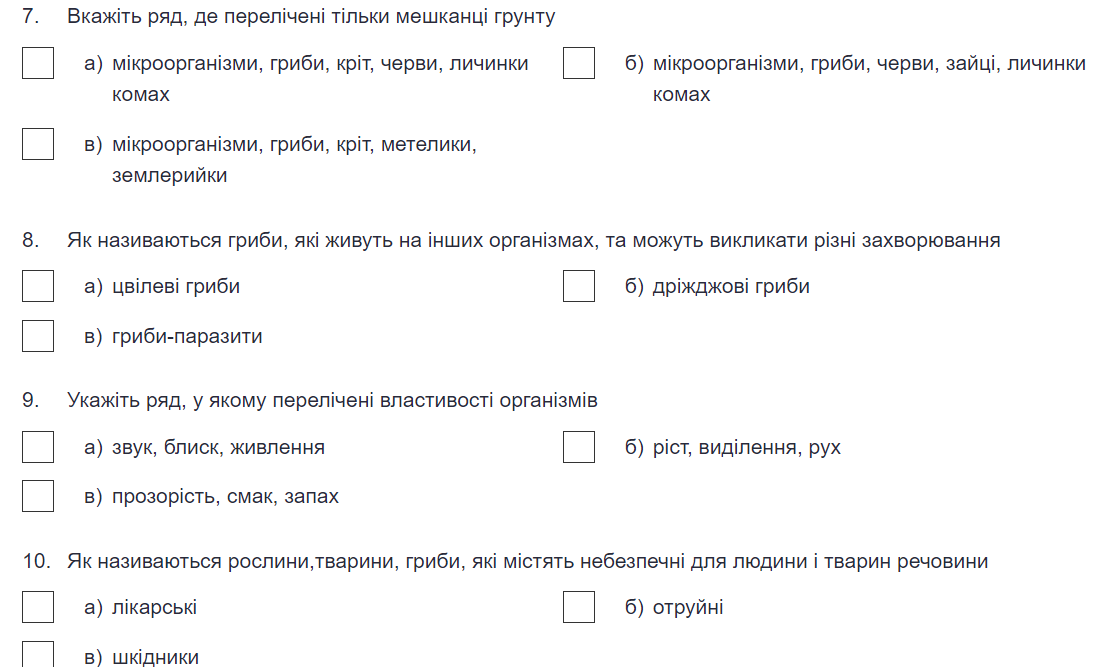 7. Вкажіть ряд, де перелічені тільки мешканці грунту
а) мікроорганізми, гриби, кріт, черви, личинки
комах
б) мікроорганізми, гриби, черви, зайці, личинки
комах
в) мікроорганізми, гриби, кріт, метелики,
землерийки
8. Як називаються гриби, які живуть на інших організмах, та можуть викликати різні захворювання
а) цвілеві гриби
б) дріжджові гриби
в) гриби-паразити
9. Укажіть ряд, у якому перелічені властивості організмів
а) звук, блиск, живлення
б) ріст, виділення, рух
в) прозорість, смак, запах
10. Як називаються рослини,тварини, гриби, які містять небезпечні для людини і тварин речовини
а) лікарські
б) отруйні
в) шкідники